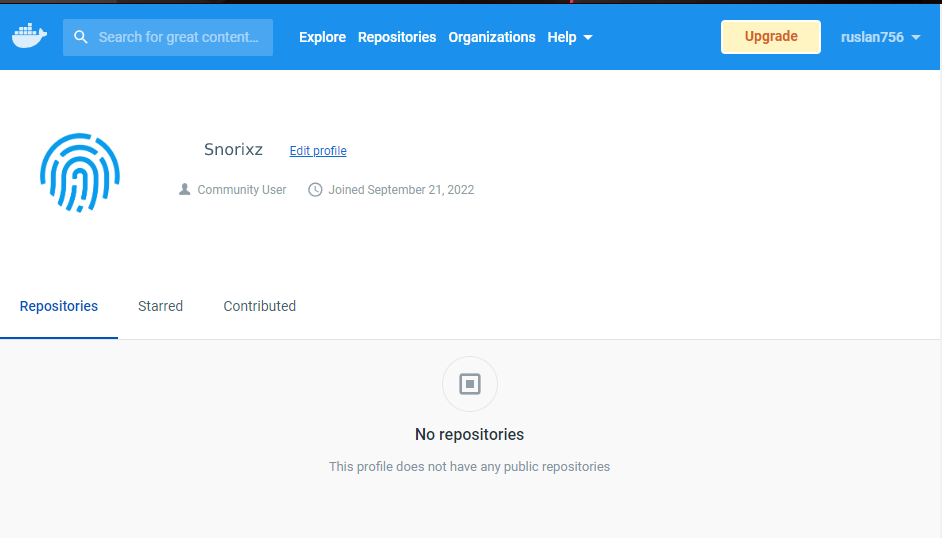 Search for great content... Explore Repositories Organizations Help Upgrade ruslan756
Snorixz Edit profile
Community User Joined September 21, 2022
Repositories Starred Contributed
No repositories
This profile does not have any public repositories